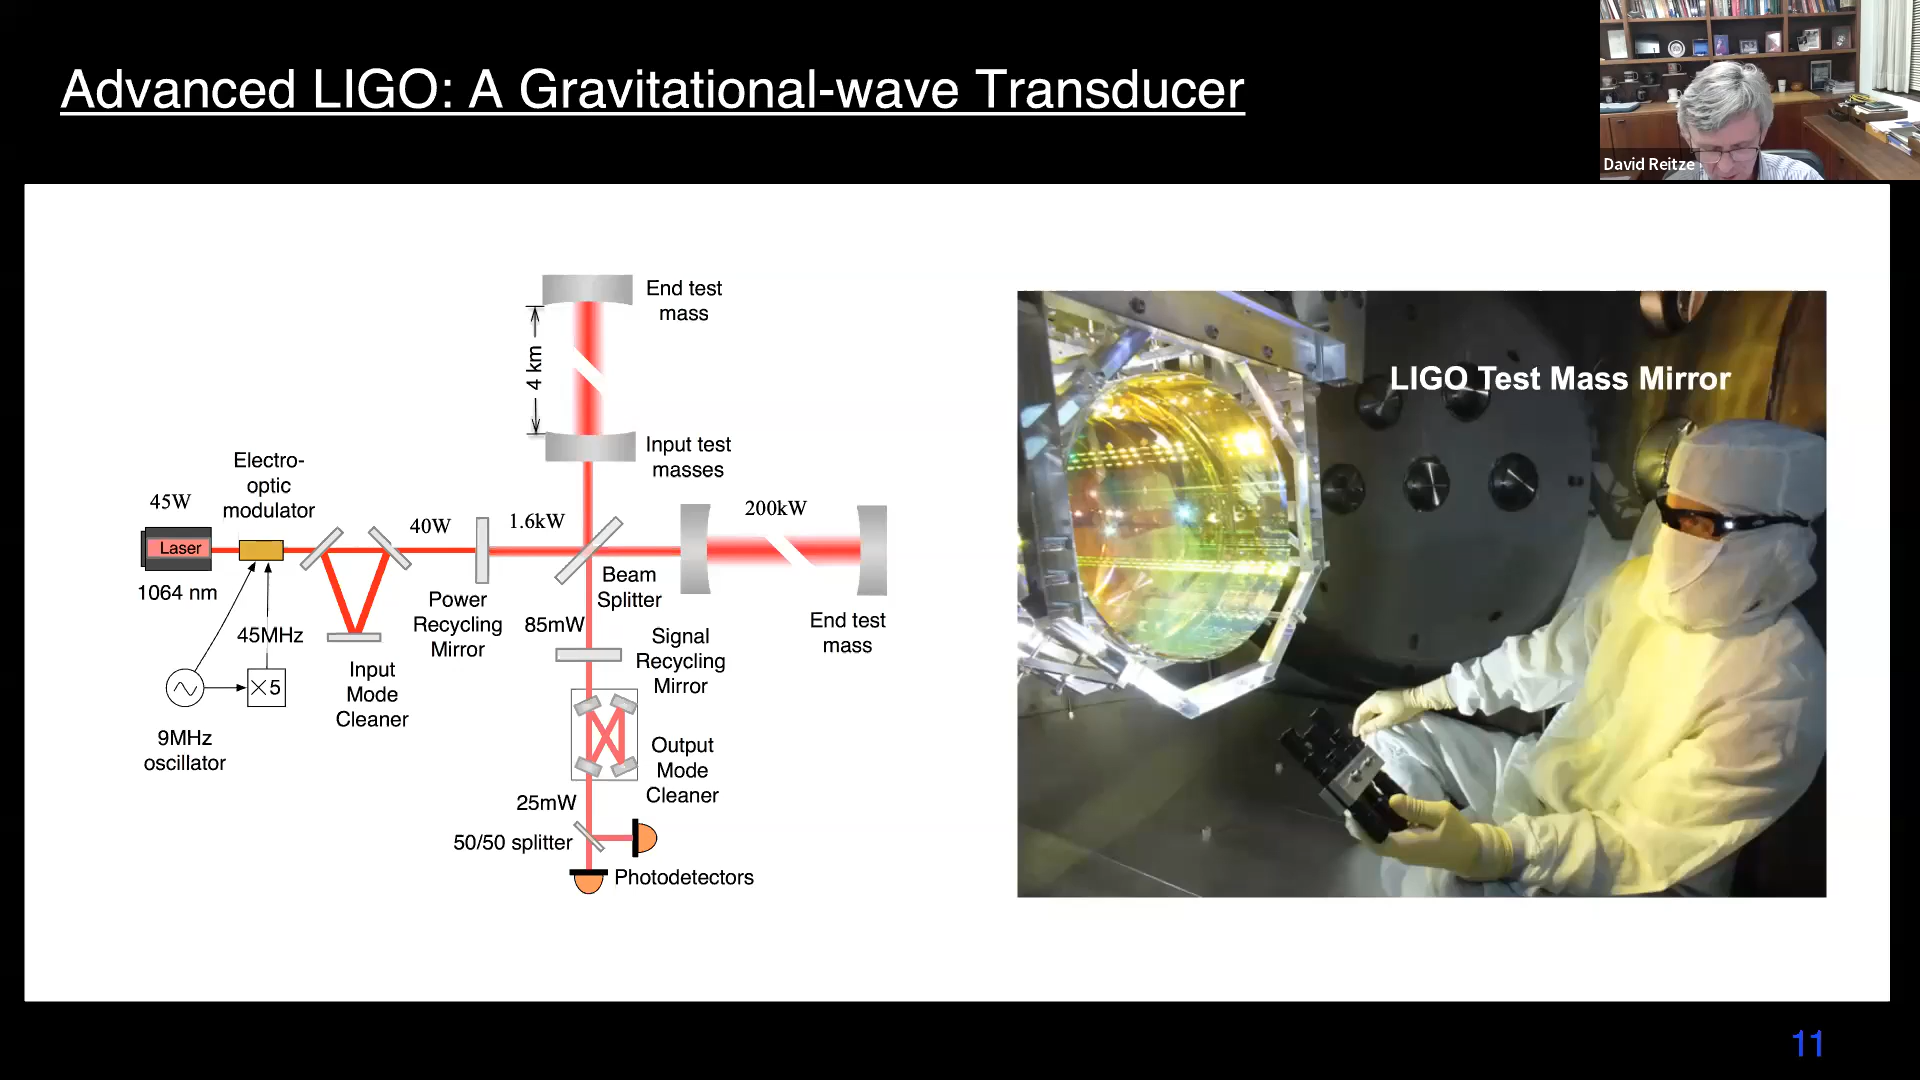 Advanced LIGO: A Gravitational-wave Transducer
David Reitze
End test
mass
4 km
Input test
masses
Electro-
optic
modulator
45W
40W
1.6kW
200kW
Laser
1064 nm
Beam
Splitter
Power
Recycling
Mirror
85mW
End test
mass
45MHz
Signal
Recycling
Mirror
Input
Mode
Cleaner
×5
9MHz
oscillator
Output
Mode
Cleaner
25mW
50/50 splitter
Photodetectors
LIGO Test Mass Mirror
11